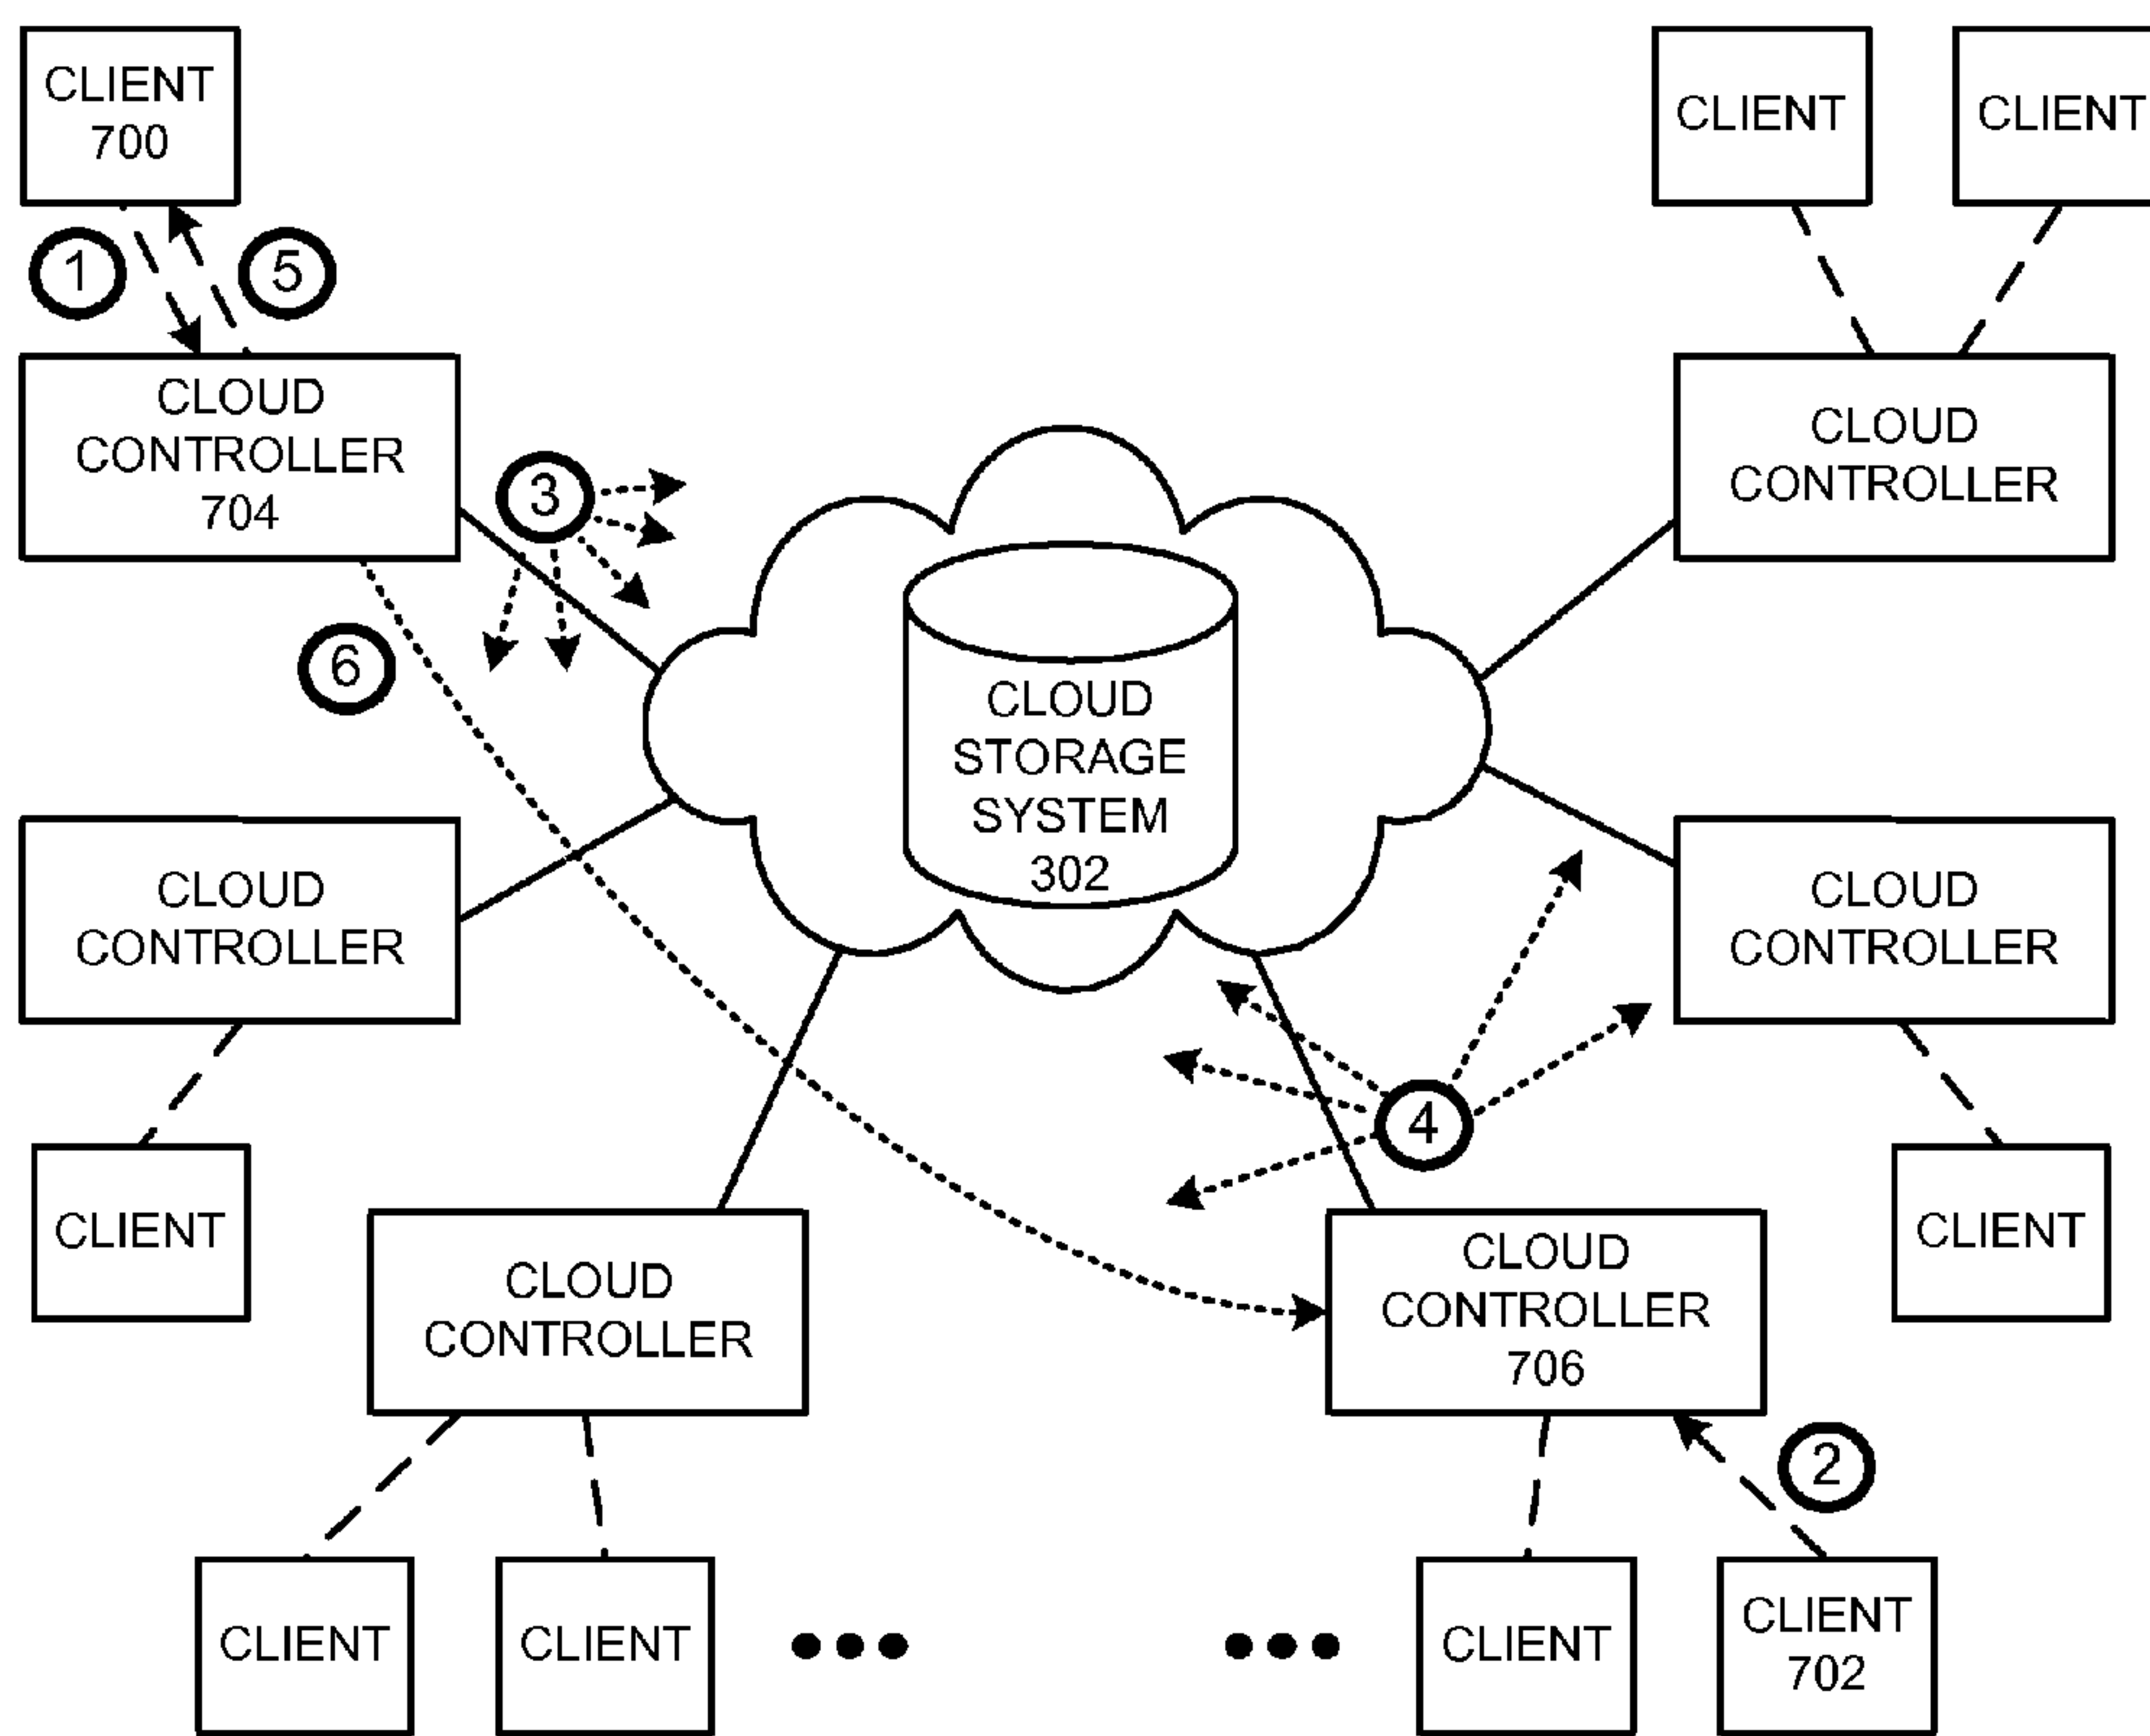 CLIENT
700
CLIENT
CLIENT
1
5
CLOUD
CONTROLLER
704
3
CLOUD
CONTROLLER
6
CLOUD
STORAGE
SYSTEM
302
CLOUD
CONTROLLER
CLOUD
CONTROLLER
4
CLIENT
CLIENT
CLOUD
CONTROLLER
CLOUD
CONTROLLER
706
2
CLIENT
CLIENT
CLIENT
CLIENT
702